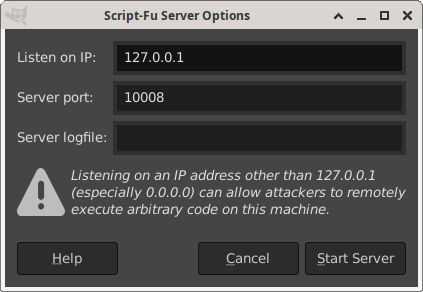 Script-Fu Server Options
Listen on IP: 127.0.0.1
Server port: 10008
Server logfile:
Listening on an IP address other than 127.0.0.1
(especially 0.0.0.0) can allow attackers to remotely
execute arbitrary code on this machine.
Help Cancel Start Server